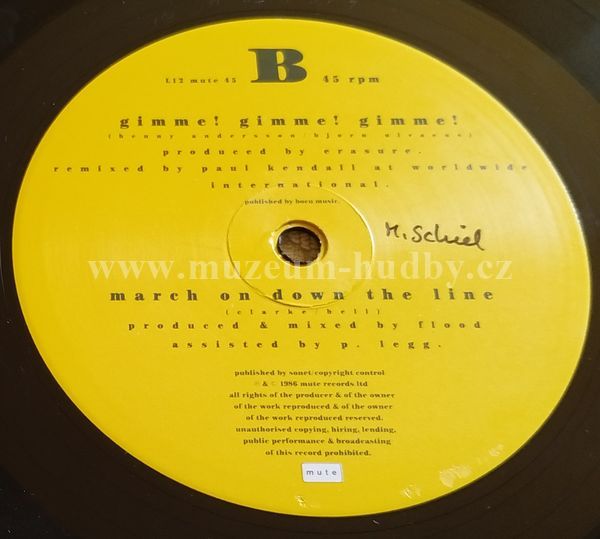 L12 mute 45 B 45 rpm
gimme! gimme! gimme!
(benny andersson/bjorn ulvaeus)
produced by erasure.
remixed by paul kendall at worldwide
international.
published by bocu music.
M. Schiel
www.muzeum-hudby.cz
march on down the line
(clarke/bell)
produced & mixed by flood
assisted by p. legg.
published by sonet/copyright control
℗ & © 1986 mute records ltd
all rights of the producer & of the owner
of the work reproduced & of the owner
of the work reproduced reserved.
unauthorised copying, hiring, lending,
public performance & broadcasting
of this record prohibited.
mute